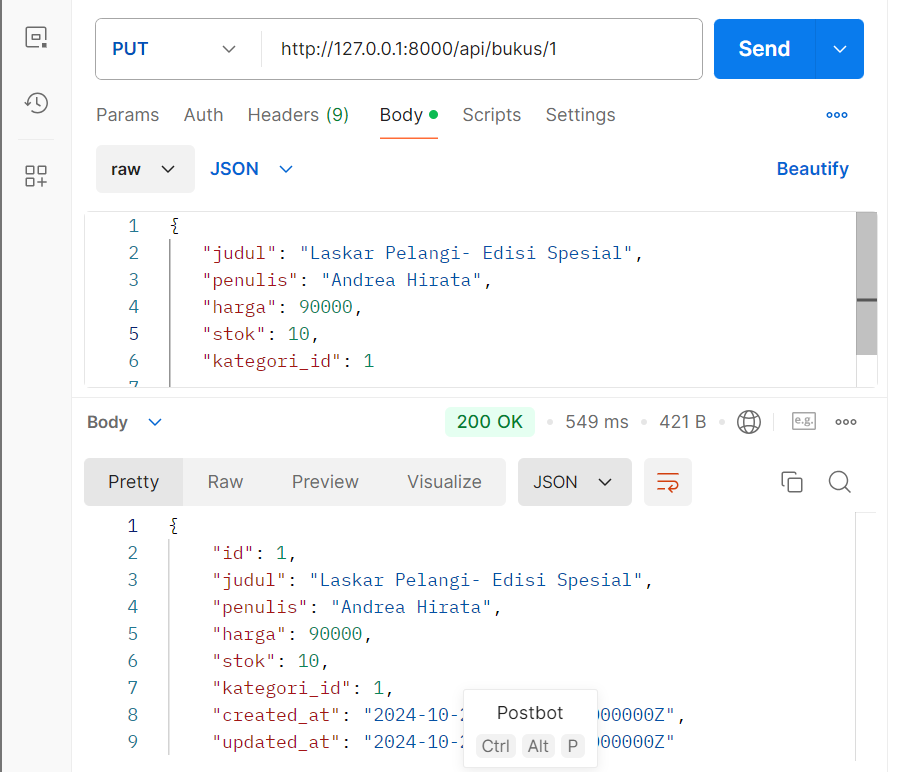 PUT http://127.0.0.1:8000/api/bukus/1 Send
Params Auth Headers (9) Body Scripts Settings
raw JSON Beautify
1 {
2 "judul": "Laskar Pelangi- Edisi Spesial",
3 "penulis": "Andrea Hirata",
4 "harga": 90000,
5 "stok": 10,
6 "kategori_id": 1
7
Body 200 OK 549 ms 421 B e.g.
Pretty Raw Preview Visualize JSON
1 {
2 "id": 1,
3 "judul": "Laskar Pelangi- Edisi Spesial",
4 "penulis": "Andrea Hirata",
5 "harga": 90000,
6 "stok": 10,
7 "kategori_id": 1,
8 "created_at": "2024-10- 000000Z",
9 "updated_at": "2024-10- 000000Z"
Postbot
Ctrl Alt P